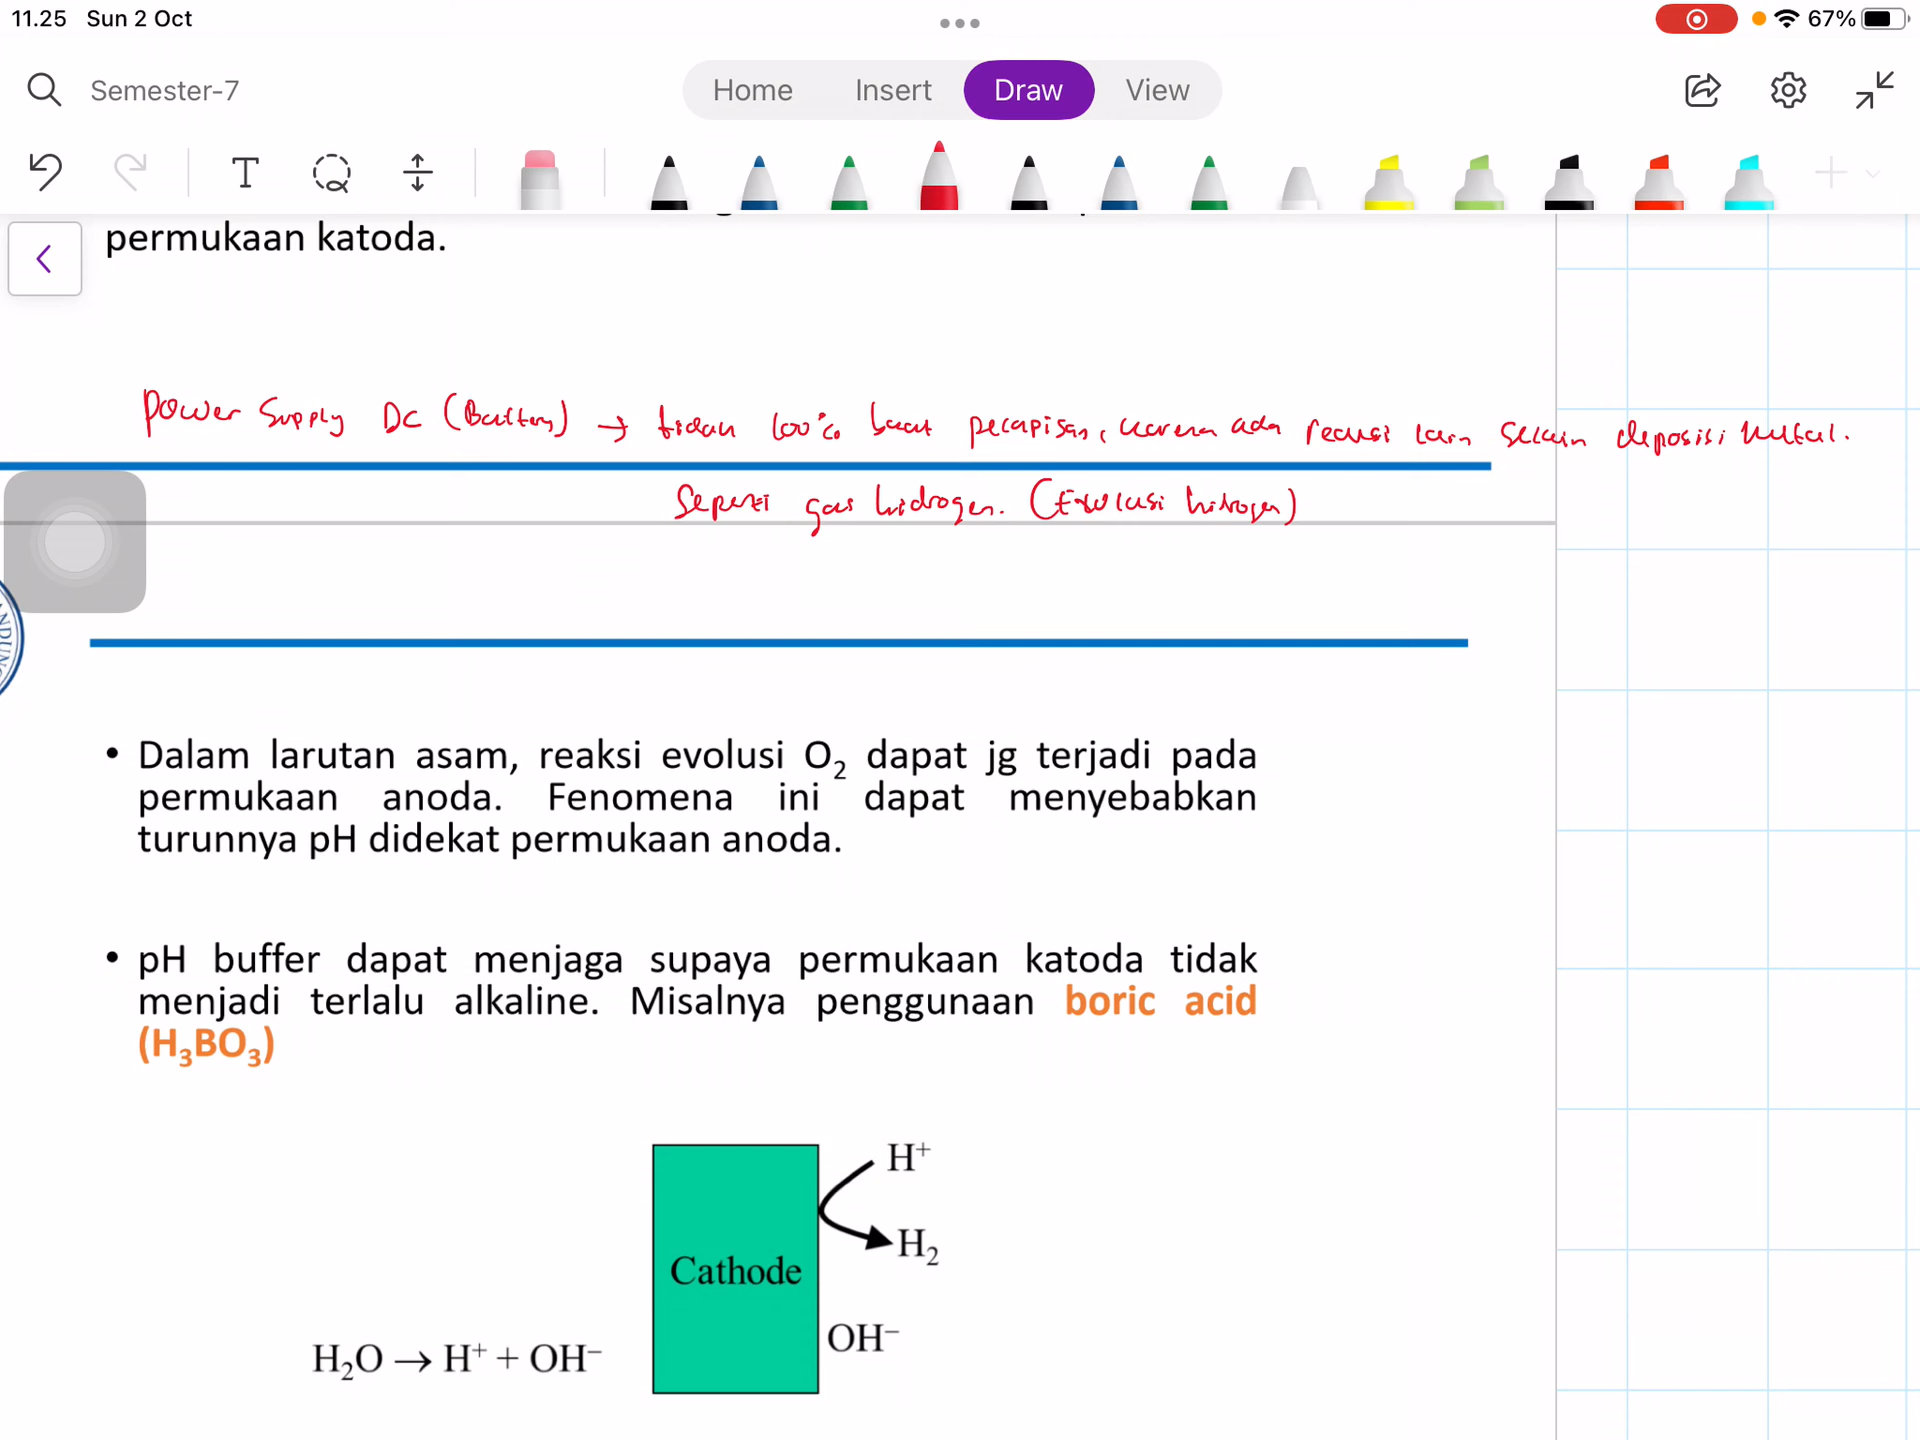 11.25 Sun 2 Oct
67%
Semester-7
Home Insert Draw View
T
permukaan katoda.
Power Supply DC (Battery) → tidak 100% buat pelapisan, karena ada reaksi lain selain deposisi metal.
Seperti gas hidrogen. (Evolusi hidrogen)
• Dalam larutan asam, reaksi evolusi O₂ dapat jg terjadi pada
permukaan anoda. Fenomena ini dapat menyebabkan
turunnya pH didekat permukaan anoda.
• pH buffer dapat menjaga supaya permukaan katoda tidak
menjadi terlalu alkaline. Misalnya penggunaan boric acid
(H₃BO₃)
H⁺
H₂
Cathode
OH⁻
H₂O → H⁺ + OH⁻